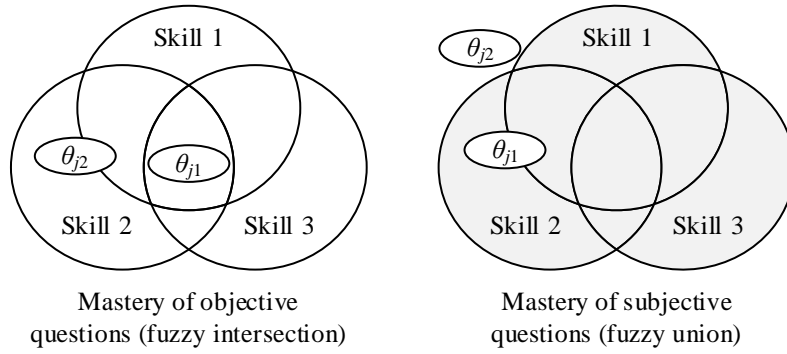 Skill 1
θj2
θj1
Skill 2
Skill 3
Mastery of objective
questions (fuzzy intersection)
θj2
Skill 1
θj1
Skill 2
Skill 3
Mastery of subjective
questions (fuzzy union)